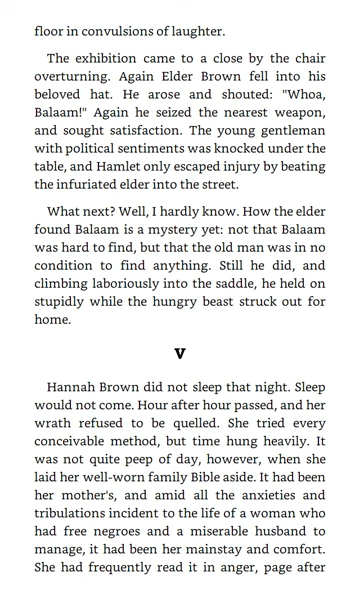 floor in convulsions of laughter.
The exhibition came to a close by the chair
overturning. Again Elder Brown fell into his
beloved hat. He arose and shouted: "Whoa,
Balaam!" Again he seized the nearest weapon,
and sought satisfaction. The young gentleman
with political sentiments was knocked under the
table, and Hamlet only escaped injury by beating
the infuriated elder into the street.
What next? Well, I hardly know. How the elder
found Balaam is a mystery yet: not that Balaam
was hard to find, but that the old man was in no
condition to find anything. Still he did, and
climbing laboriously into the saddle, he held on
stupidly while the hungry beast struck out for
home.
V
Hannah Brown did not sleep that night. Sleep
would not come. Hour after hour passed, and her
wrath refused to be quelled. She tried every
conceivable method, but time hung heavily. It
was not quite peep of day, however, when she
laid her well-worn family Bible aside. It had been
her mother's, and amid all the anxieties and
tribulations incident to the life of a woman who
had free negroes and a miserable husband to
manage, it had been her mainstay and comfort.
She had frequently read it in anger, page after